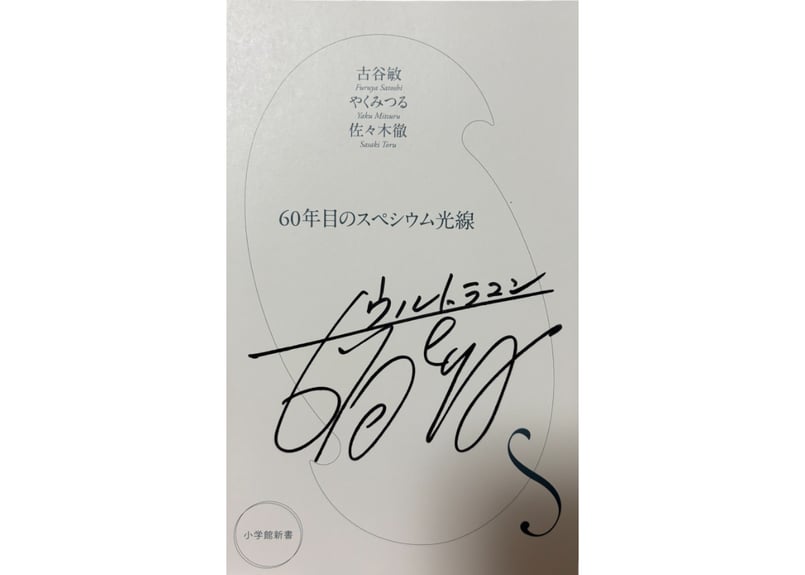 古谷敏
Furuya Satoshi
やくみつる
Yaku Mitsuru
佐々木徹
Sasaki Toru
60年目のスペシウム光線
ウルトラマン
S
小学館新書